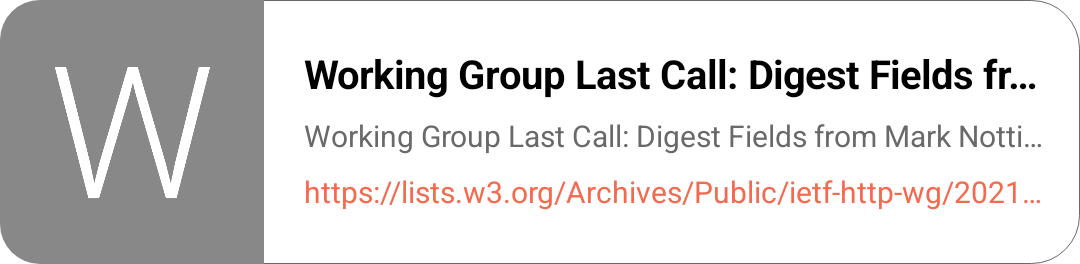 W
Working Group Last Call: Digest Fields fr...
Working Group Last Call: Digest Fields from Mark Notti...
https://lists.w3.org/Archives/Public/ietf-http-wg/2021...